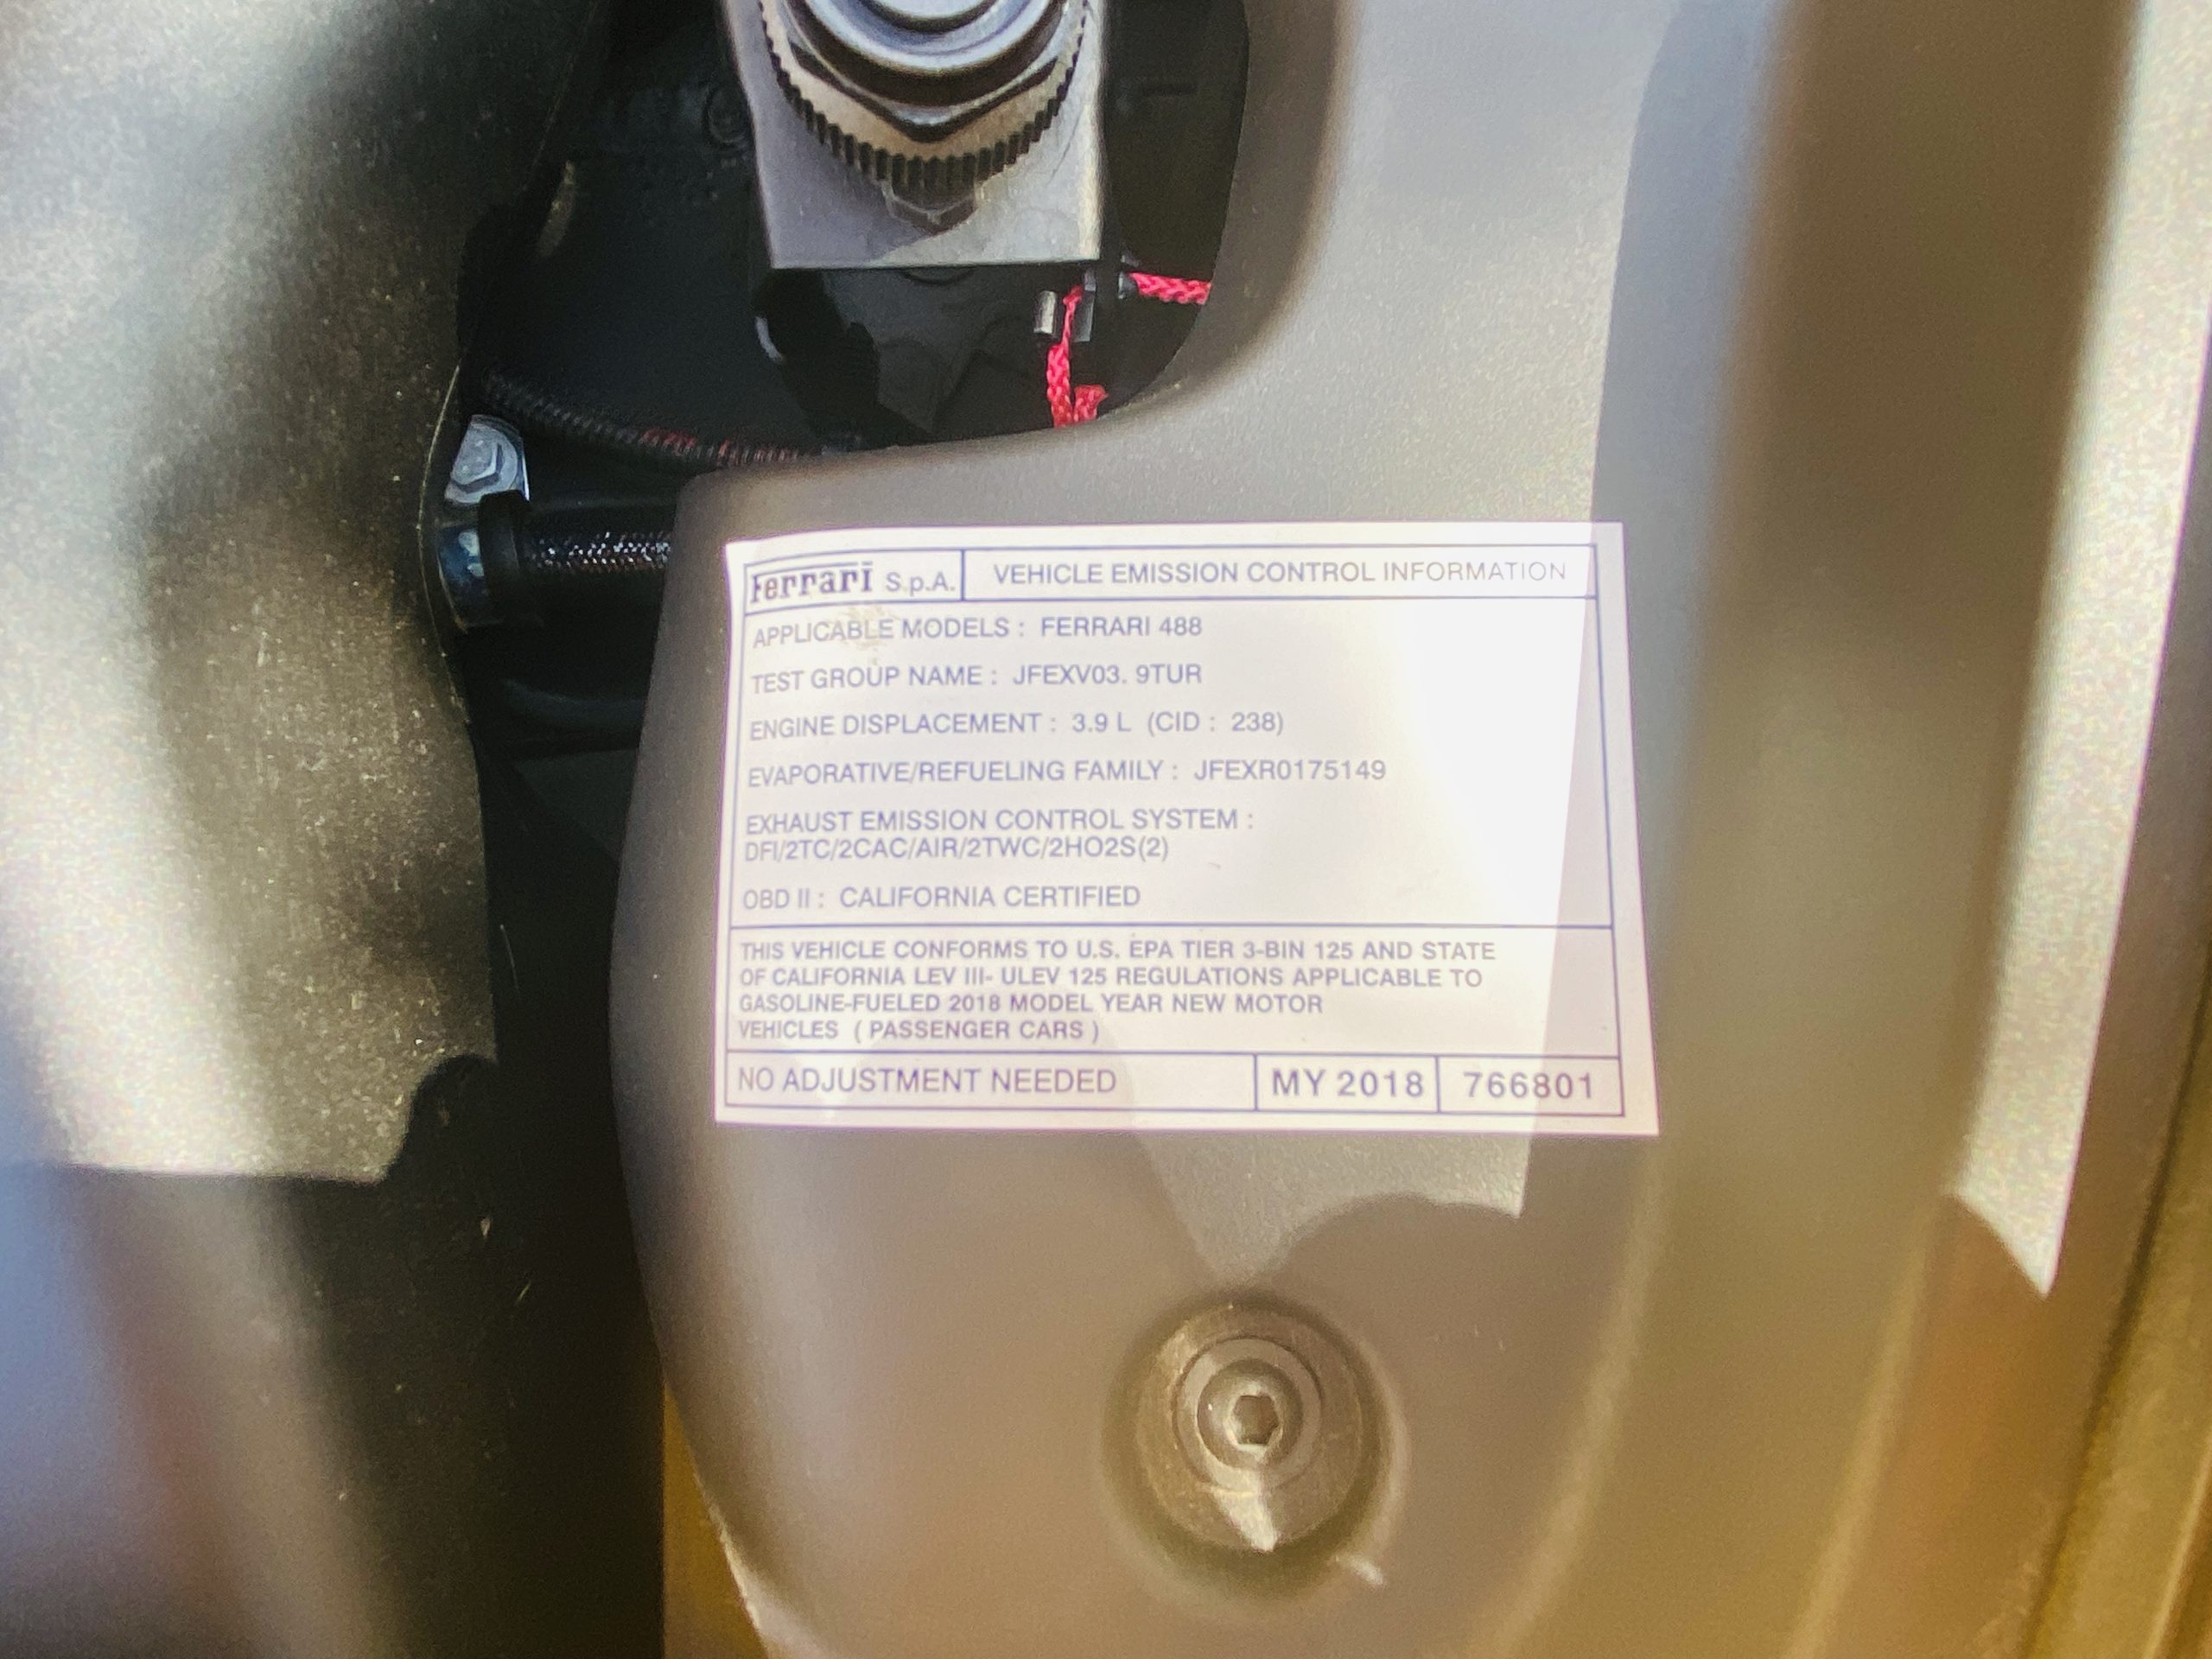 Ferrari S.p.A. VEHICLE EMISSION CONTROL INFORMATION
APPLICABLE MODELS : FERRARI 488
TEST GROUP NAME : JFEXV03. 9TUR
ENGINE DISPLACEMENT : 3.9 L (CID : 238)
EVAPORATIVE/REFUELING FAMILY : JFEXR0175149
EXHAUST EMISSION CONTROL SYSTEM :
DFI/2TC/2CAC/AIR/2TWC/2HO2S(2)
OBD II : CALIFORNIA CERTIFIED
THIS VEHICLE CONFORMS TO U.S. EPA TIER 3-BIN 125 AND STATE
OF CALIFORNIA LEV III- ULEV 125 REGULATIONS APPLICABLE TO
GASOLINE-FUELED 2018 MODEL YEAR NEW MOTOR
VEHICLES ( PASSENGER CARS )
NO ADJUSTMENT NEEDED MY 2018 766801